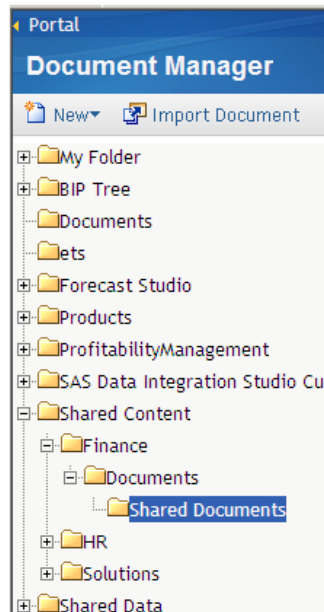 Portal
Document Manager
New Import Document
My Folder
BIP Tree
Documents
ets
Forecast Studio
Products
ProfitabilityManagement
SAS Data Integration Studio Cu
Shared Content
Finance
Documents
Shared Documents
HR
Solutions
Shared Data